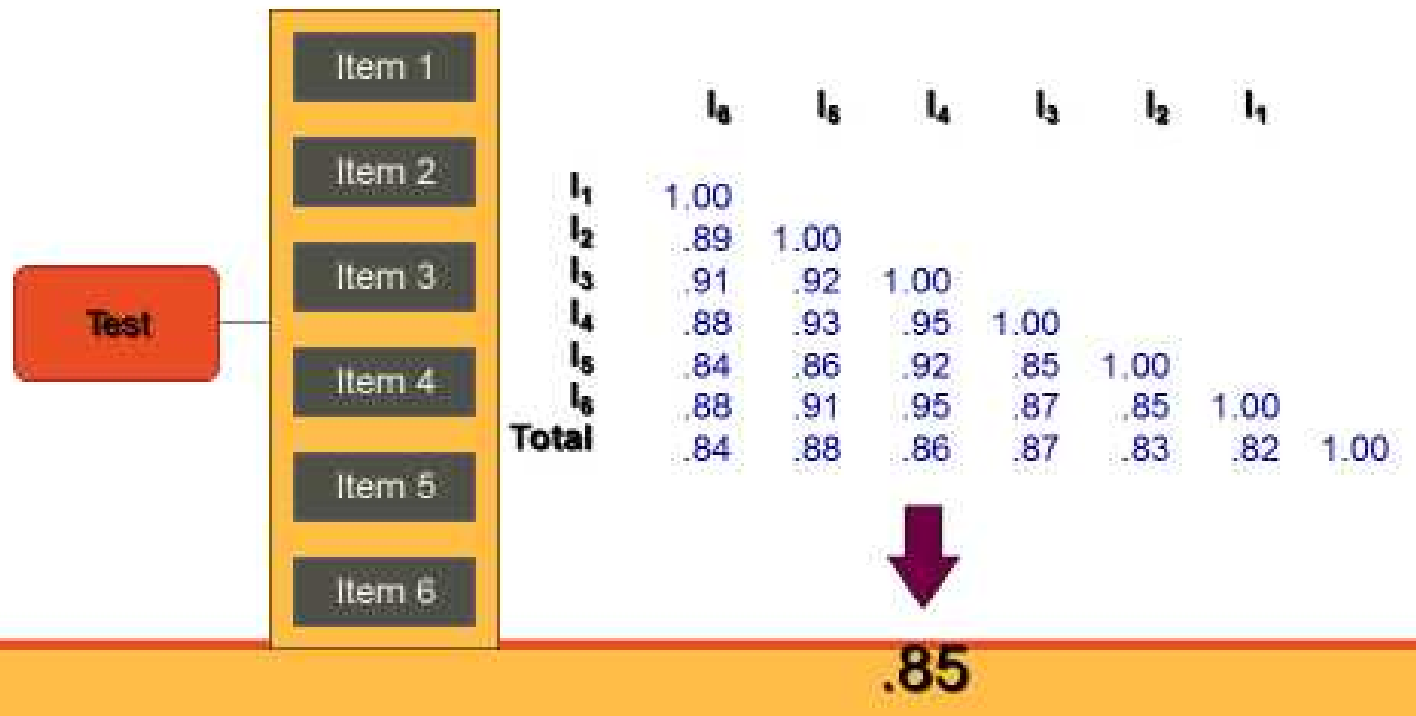 Item 1
Item 2
Item 3
Item 4
Item 5
Item 6
Test
I₆ I₅ I₄ I₃ I₂ I₁
I₁ 1.00
I₂ .89 1.00
I₃ .91 .92 1.00
I₄ .88 .93 .95 1.00
I₅ .84 .86 .92 .85 1.00
I₆ .88 .91 .95 .87 .85 1.00
Total .84 .88 .86 .87 .83 .82 1.00
.85